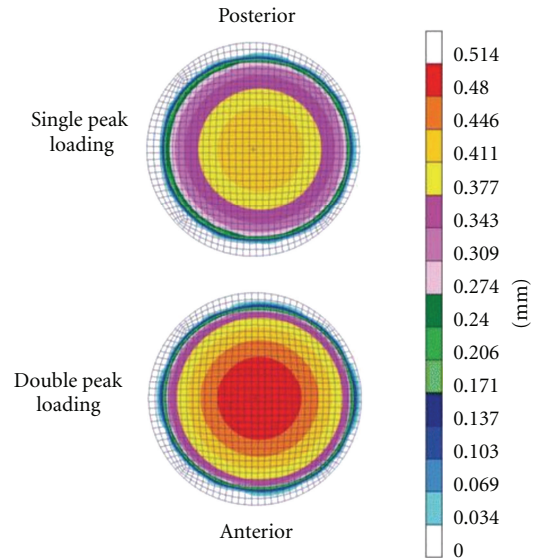 Posterior
Single peak
loading
Double peak
loading
Anterior
0.514
0.48
0.446
0.411
0.377
0.343
0.309
0.274
0.24
0.206
0.171
0.137
0.103
0.069
0.034
0
(mm)